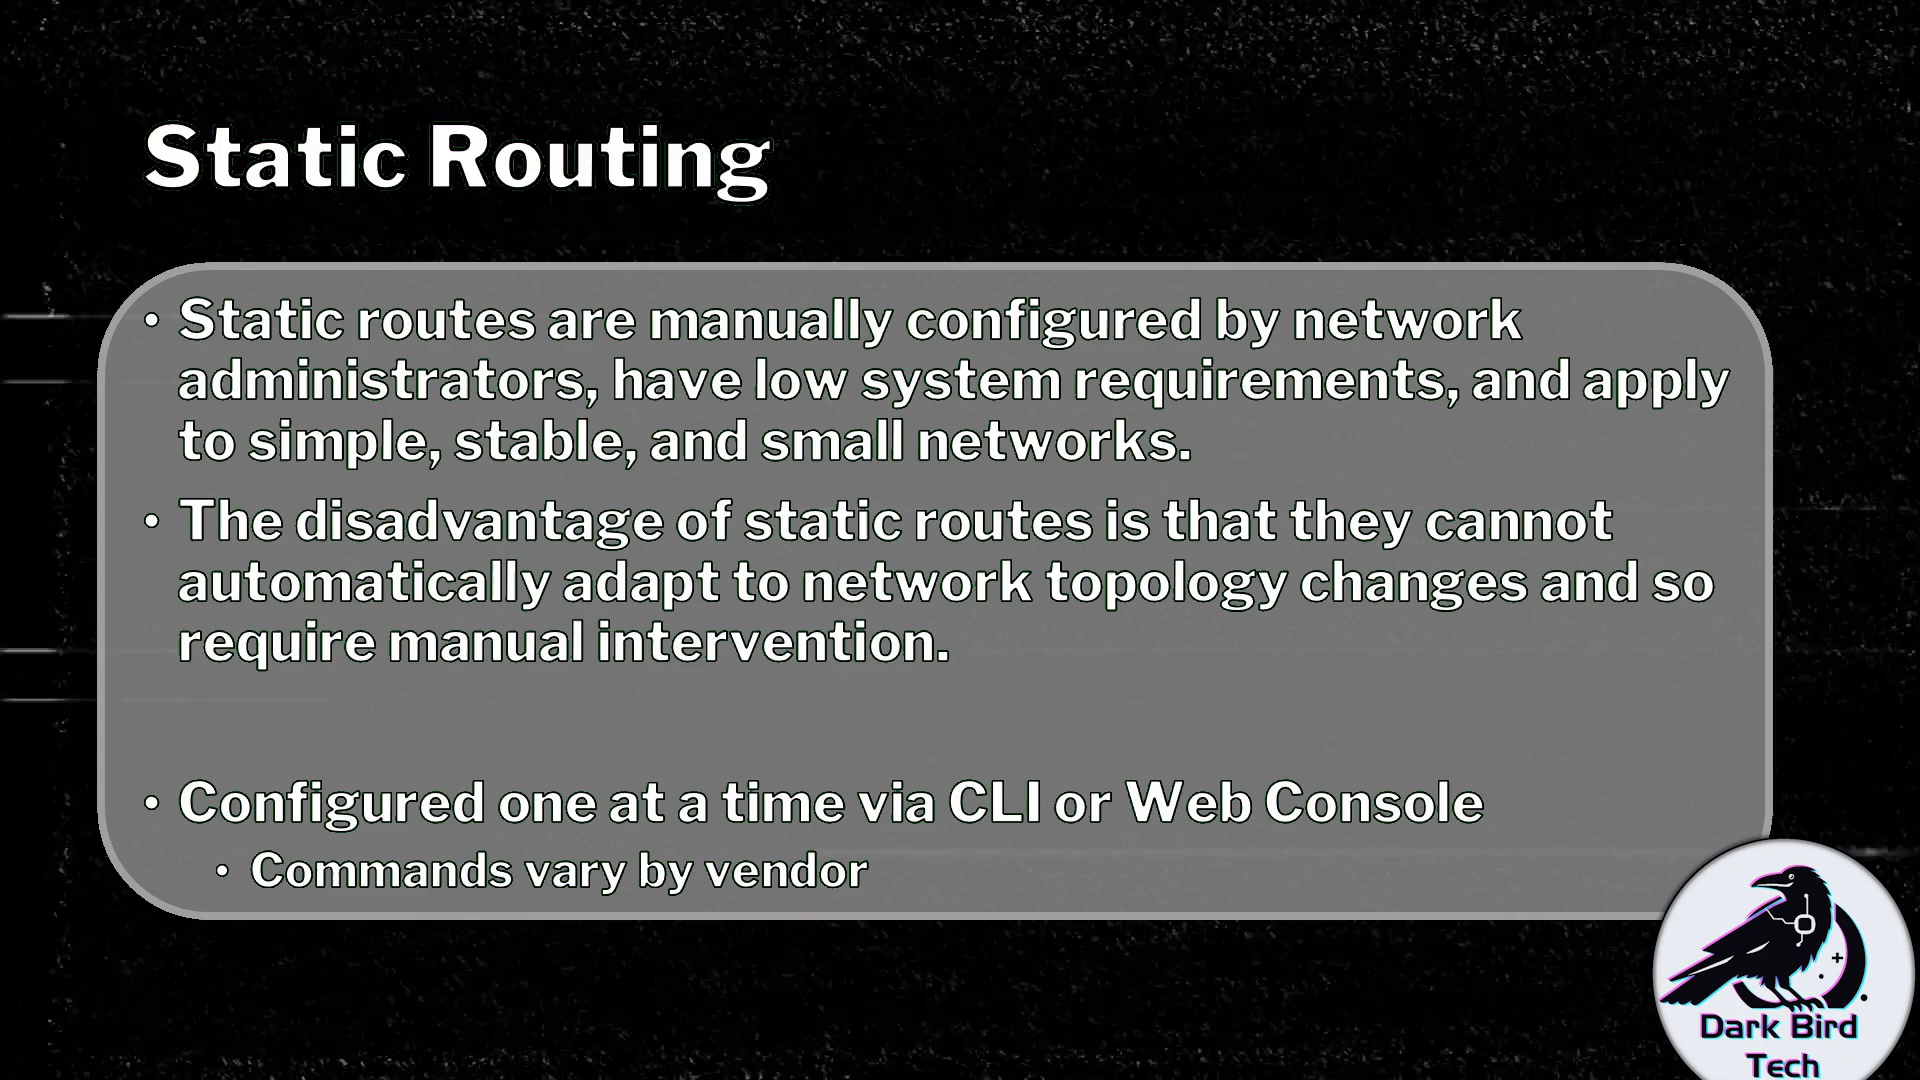 Static Routing
• Static routes are manually configured by network
administrators, have low system requirements, and apply
to simple, stable, and small networks.
• The disadvantage of static routes is that they cannot
automatically adapt to network topology changes and so
require manual intervention.
• Configured one at a time via CLI or Web Console
• Commands vary by vendor
Dark Bird
Tech